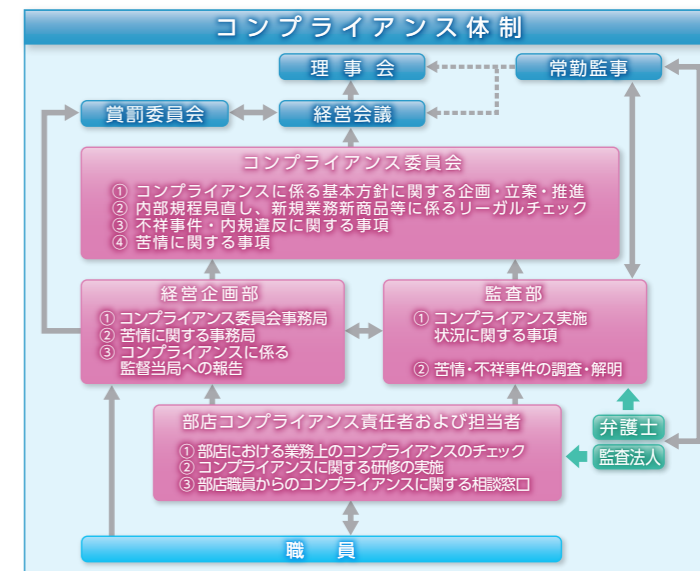 コンプライアンス体制
理事会
常勤監事
賞罰委員会
経営会議
コンプライアンス委員会
① コンプライアンスに係る基本方針に関する企画・立案・推進
② 内部規程見直し、新規業務新商品等に係るリーガルチェック
③ 不祥事件・内規違反に関する事項
④ 苦情に関する事項
経営企画部
① コンプライアンス委員会事務局
② 苦情に関する事務局
③ コンプライアンスに係る
監督当局への報告
監査部
① コンプライアンス実施
状況に関する事項
② 苦情・不祥事件の調査・解明
部店コンプライアンス責任者および担当者
① 部店における業務上のコンプライアンスのチェック
② コンプライアンスに関する研修の実施
③ 部店職員からのコンプライアンスに関する相談窓口
弁護士
監査法人
職員